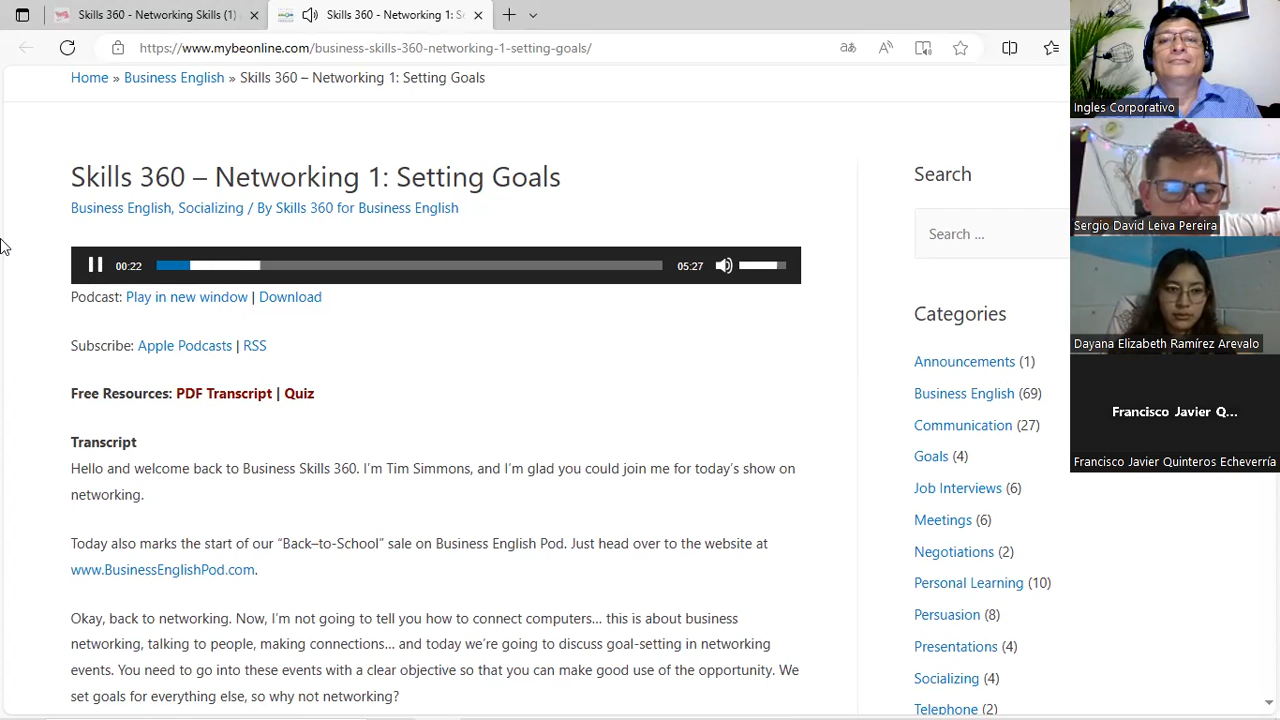 Skills 360 - Networking Skills (1)
Skills 360 - Networking 1: S
https://www.mybeonline.com/business-skills-360-networking-1-setting-goals/
Home » Business English » Skills 360 – Networking 1: Setting Goals
Skills 360 – Networking 1: Setting Goals
Business English, Socializing / By Skills 360 for Business English
00:22
05:27
Podcast: Play in new window | Download
Subscribe: Apple Podcasts | RSS
Free Resources: PDF Transcript | Quiz
Transcript
Hello and welcome back to Business Skills 360. I’m Tim Simmons, and I’m glad you could join me for today’s show on
networking.
Today also marks the start of our “Back–to-School” sale on Business English Pod. Just head over to the website at
www.BusinessEnglishPod.com.
Okay, back to networking. Now, I’m not going to tell you how to connect computers… this is about business
networking, talking to people, making connections… and today we’re going to discuss goal-setting in networking
events. You need to go into these events with a clear objective so that you can make good use of the opportunity. We
set goals for everything else, so why not networking?
Search
Search ...
Categories
Announcements (1)
Business English (69)
Communication (27)
Goals (4)
Job Interviews (6)
Meetings (6)
Negotiations (2)
Personal Learning (10)
Persuasion (8)
Presentations (4)
Socializing (4)
Telephone (2)
Ingles Corporativo
Sergio David Leiva Pereira
Dayana Elizabeth Ramírez Arevalo
Francisco Javier Q...
Francisco Javier Quinteros Echeverría